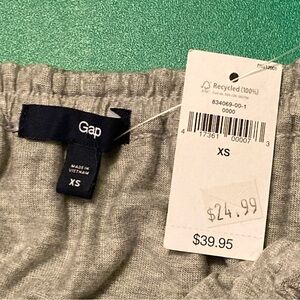 Gap
MADE IN
VIETNAM
XS
Recycled (100%)
834069-00-1
0000
4 17361 00007 3
XS
$24.99
$39.95